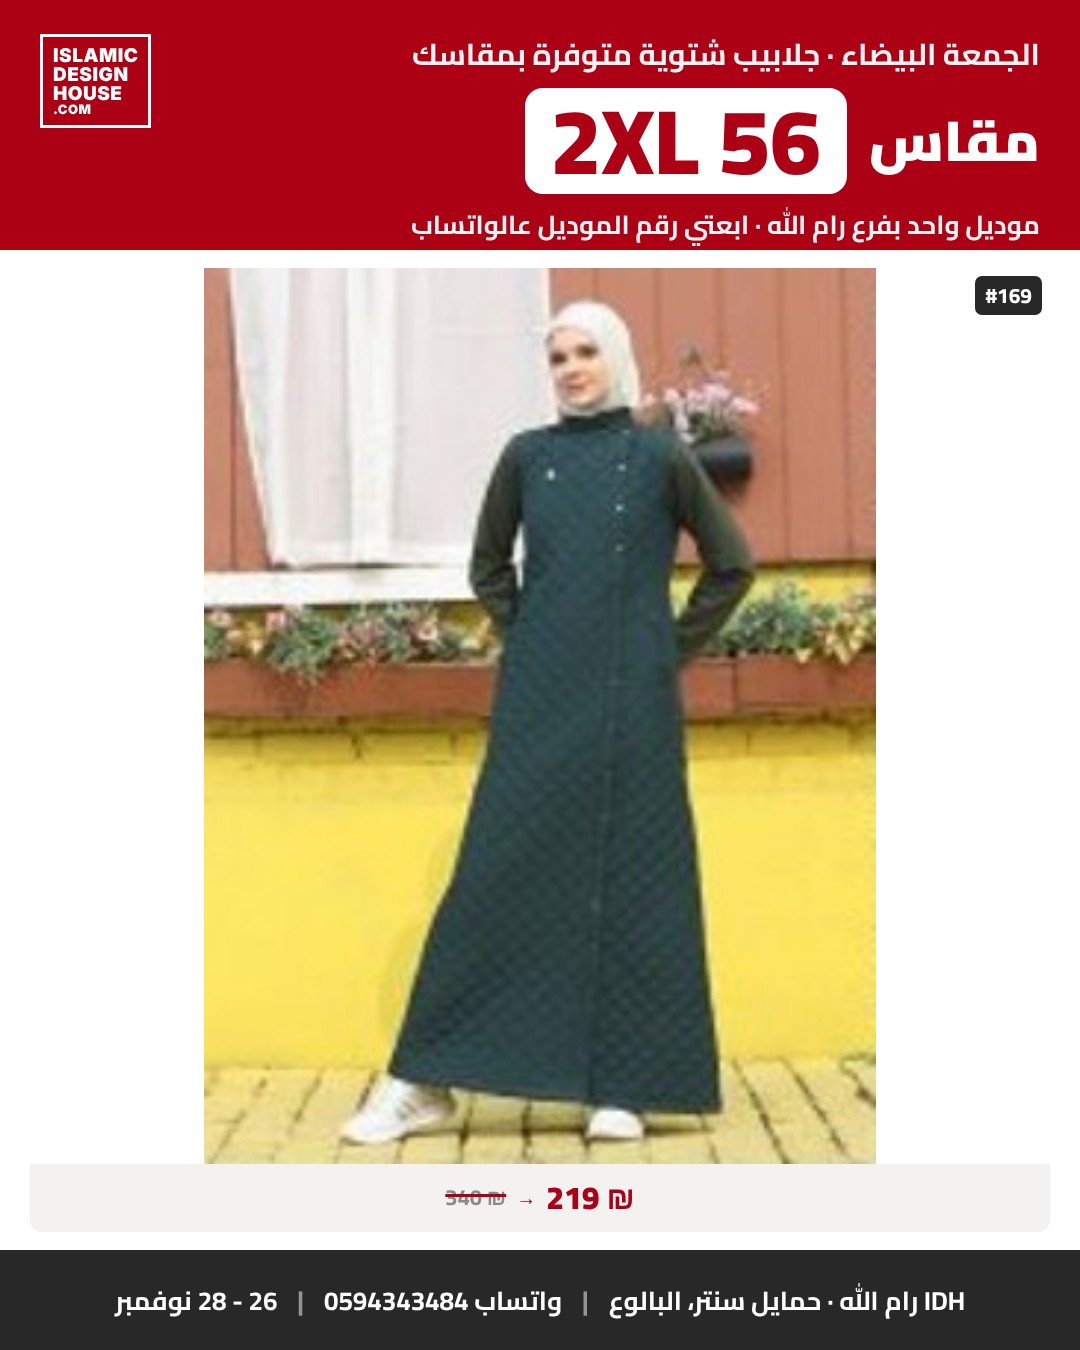 ISLAMIC
DESIGN
HOUSE
.COM
الجمعة البيضاء · جلابيب شتوية متوفرة بمقاسك
مقاس 2XL 56
موديل واحد بفرع رام الله · ابعتي رقم الموديل عالواتساب
#169
340 ₪ → 219 ₪
IDH رام الله · حمايل سنتر، البالوع | واتساب 0594343484 | 26 - 28 نوفمبر